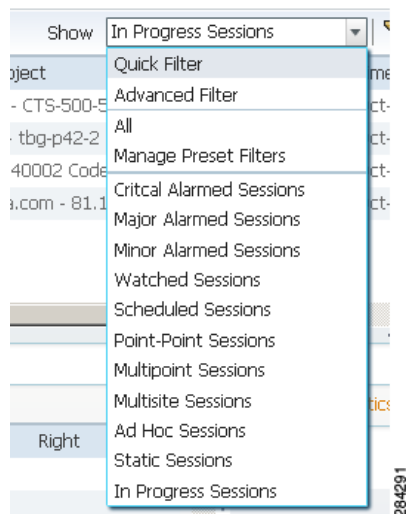 Show In Progress Sessions
Quick Filter
Advanced Filter
All
Manage Preset Filters
Critcal Alarmed Sessions
Major Alarmed Sessions
Minor Alarmed Sessions
Watched Sessions
Scheduled Sessions
Point-Point Sessions
Multipoint Sessions
Multisite Sessions
Ad Hoc Sessions
Static Sessions
In Progress Sessions
- CTS-500-5
- tbg-p42-2
40002 Code
a.com - 81.1
Right
284291